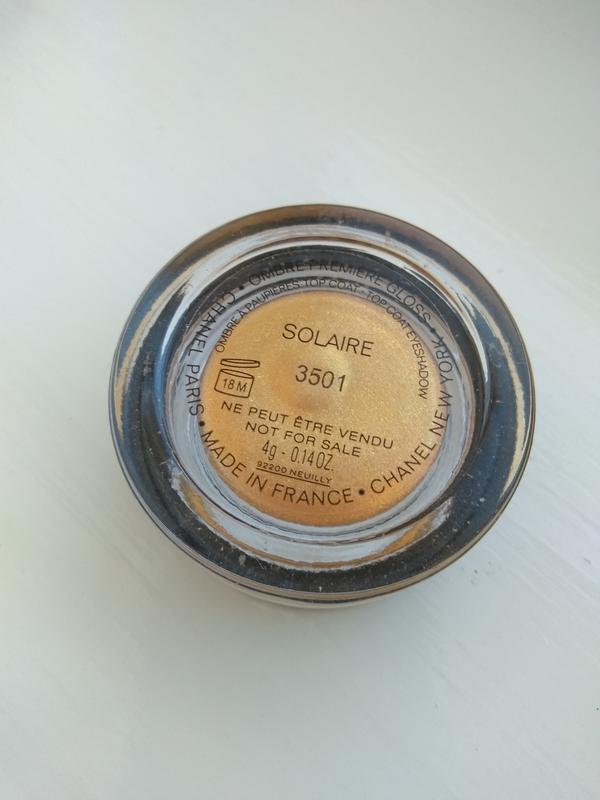 OMBRE PREMIÈRE GLOSS
OMBRE À PAUPIÈRES TOP COAT - TOP COAT EYESHADOW
SOLAIRE
3501
18 M
NE PEUT ÊTRE VENDU
NOT FOR SALE
4g - 0.14 OZ.
92200 NEUILLY
CHANEL PARIS • MADE IN FRANCE • CHANEL NEW YORK •